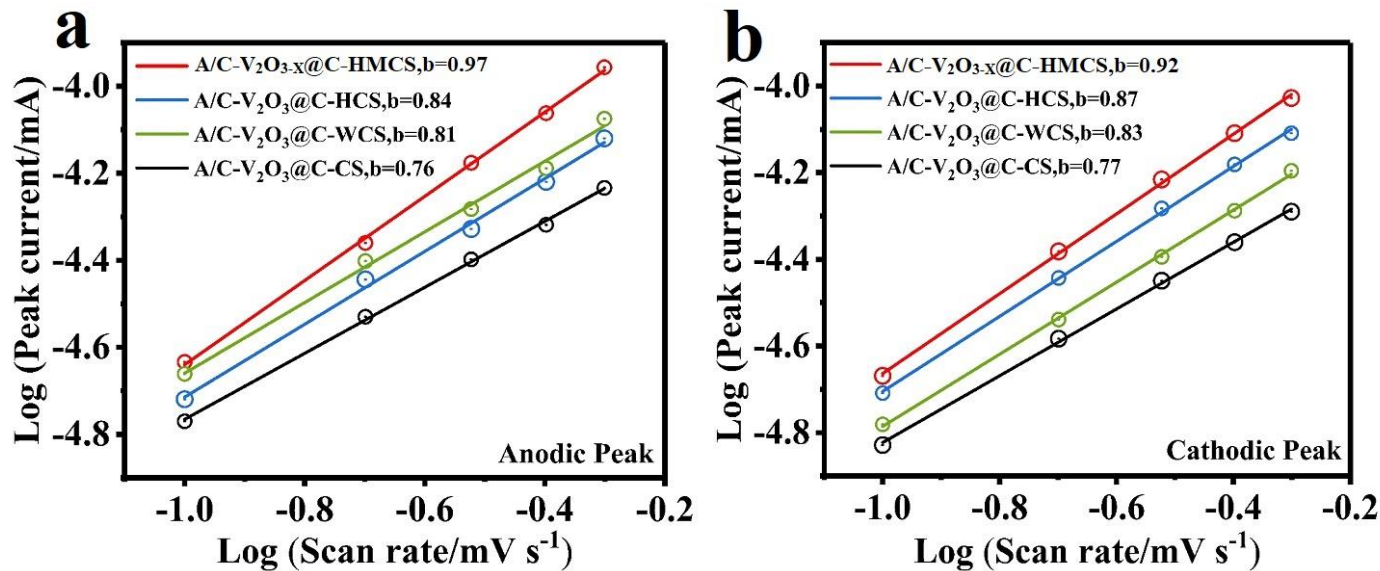 a
A/C-V₂O₃₋ₓ@C-HMCS,b=0.97
A/C-V₂O₃@C-HCS,b=0.84
A/C-V₂O₃@C-WCS,b=0.81
A/C-V₂O₃@C-CS,b=0.76
-4.0
-4.2
-4.4
-4.6
-4.8
Log (Peak current/mA)
Anodic Peak
-1.0 -0.8 -0.6 -0.4 -0.2
Log (Scan rate/mV s⁻¹)
b
A/C-V₂O₃₋ₓ@C-HMCS,b=0.92
A/C-V₂O₃@C-HCS,b=0.87
A/C-V₂O₃@C-WCS,b=0.83
A/C-V₂O₃@C-CS,b=0.77
-4.0
-4.2
-4.4
-4.6
-4.8
Log (Peak current/mA)
Cathodic Peak
-1.0 -0.8 -0.6 -0.4 -0.2
Log (Scan rate/mV s⁻¹)